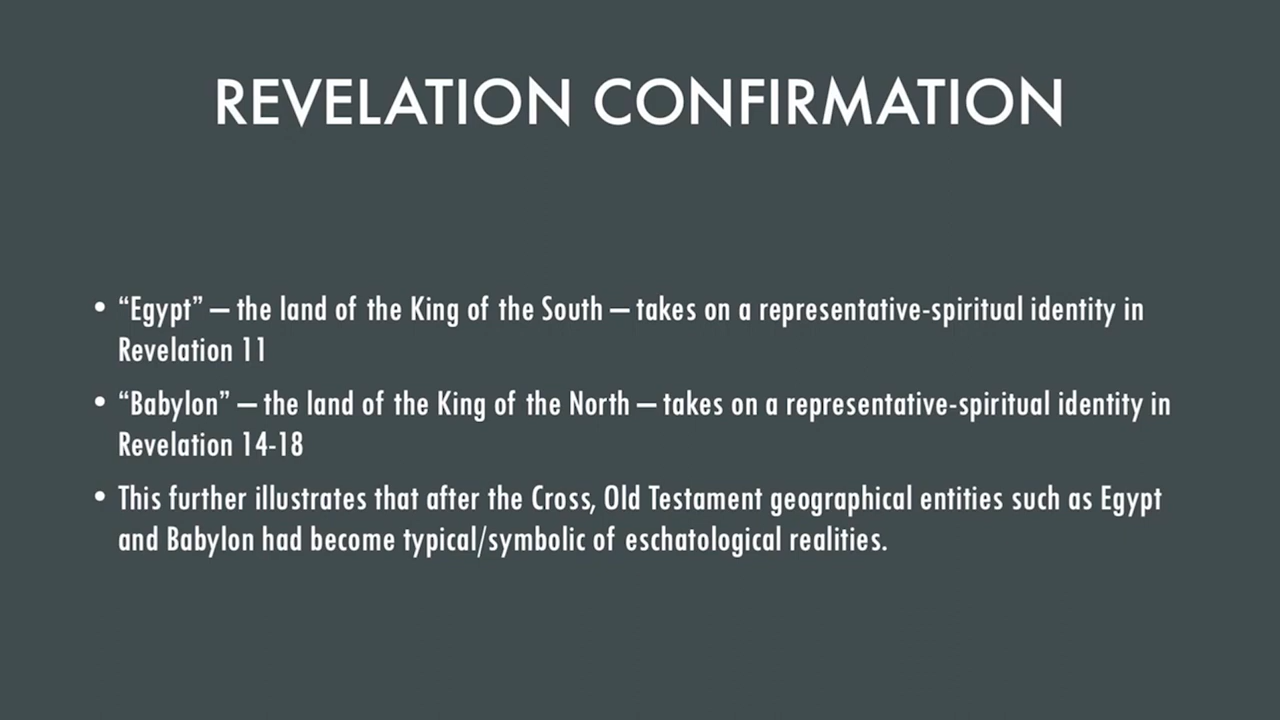 REVELATION CONFIRMATION
• “Egypt” – the land of the King of the South – takes on a representative-spiritual identity in
Revelation 11
• “Babylon” – the land of the King of the North – takes on a representative-spiritual identity in
Revelation 14-18
• This further illustrates that after the Cross, Old Testament geographical entities such as Egypt
and Babylon had become typical/symbolic of eschatological realities.